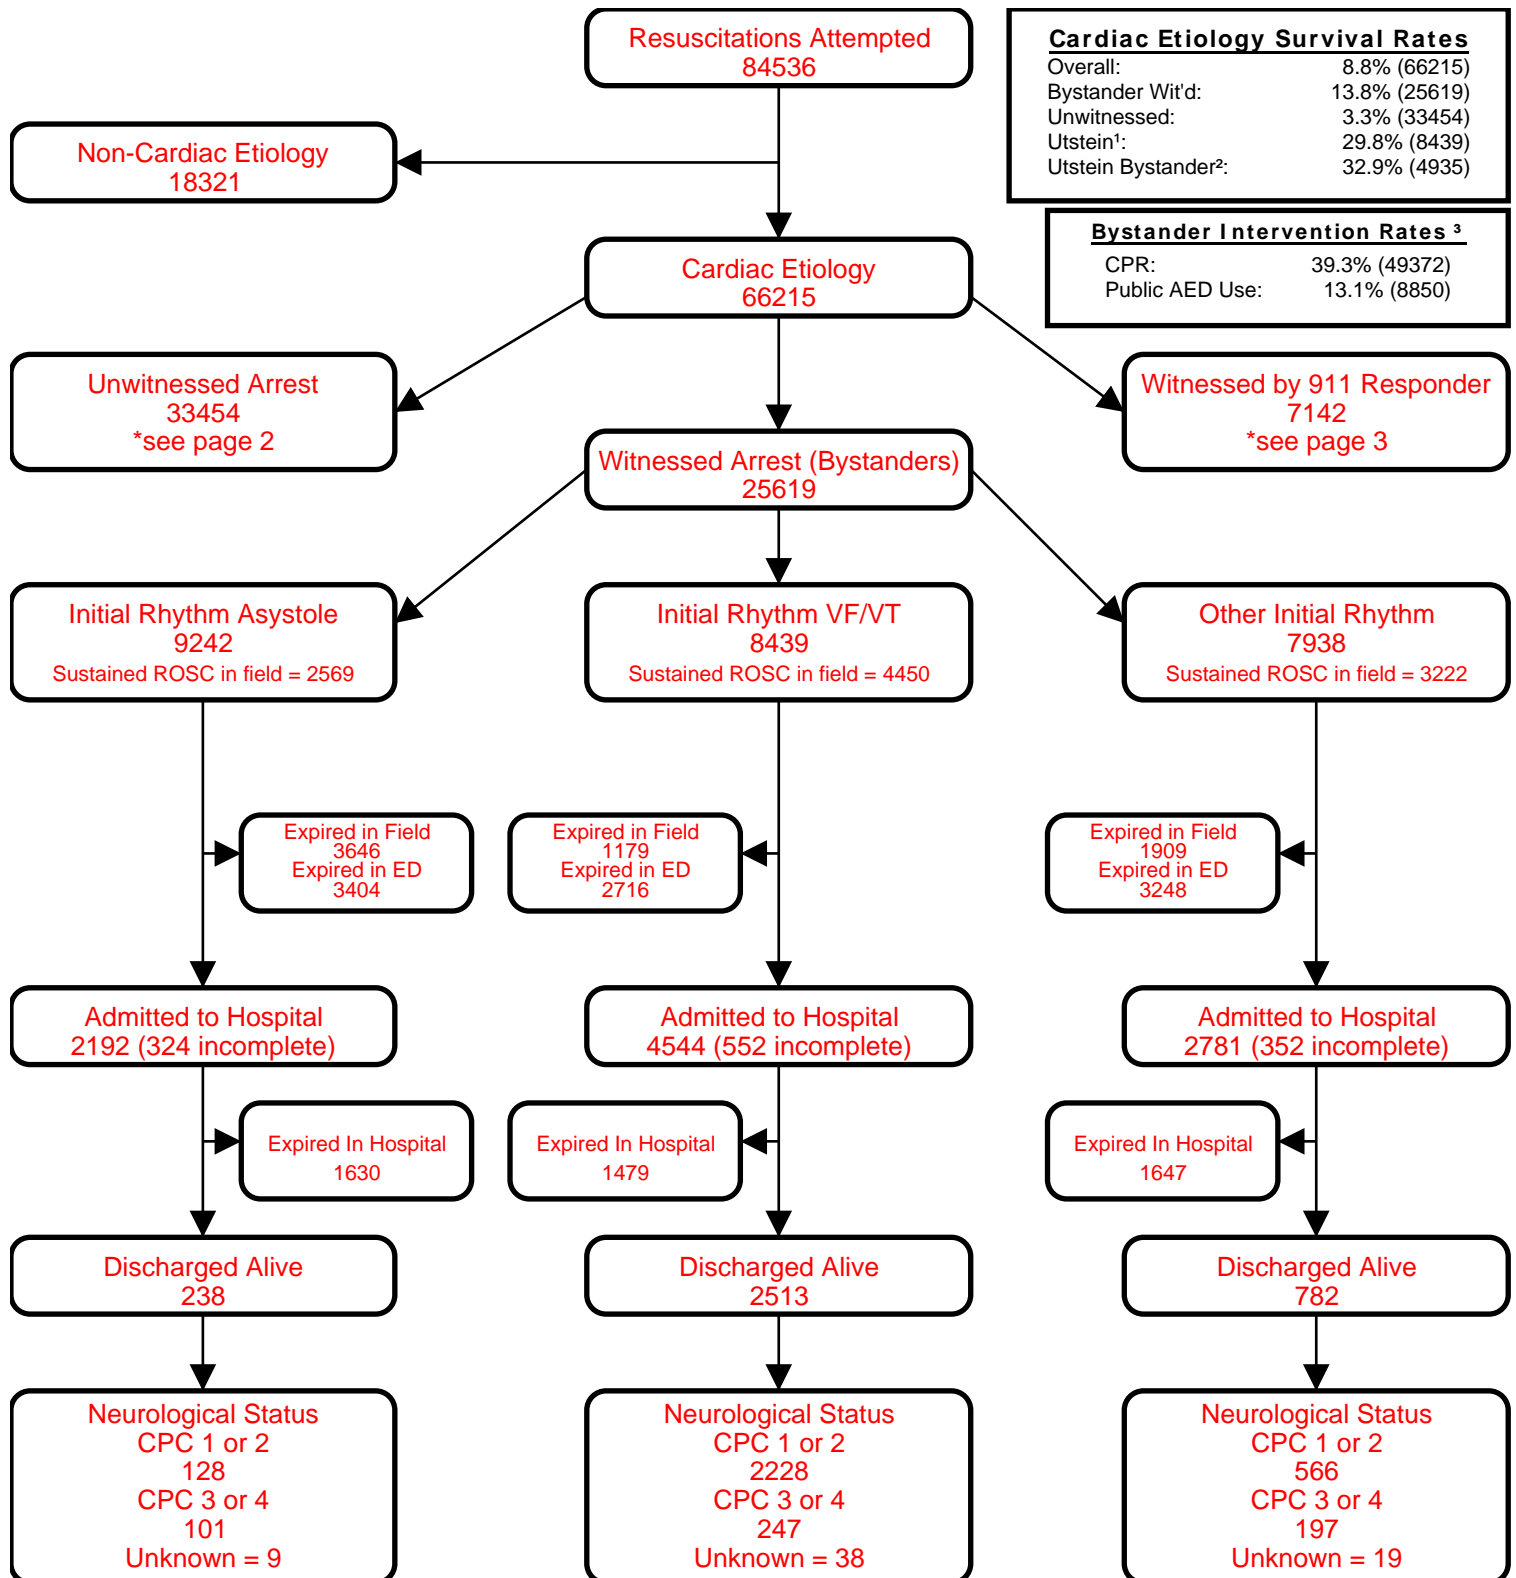 Resuscitations Attempted
84536
Cardiac Etiology Survival Rates
Overall: 8.8% (66215)
Bystander Wit'd: 13.8% (25619)
Unwitnessed: 3.3% (33454)
Utstein¹: 29.8% (8439)
Utstein Bystander²: 32.9% (4935)
Non-Cardiac Etiology
18321
Bystander Intervention Rates ³
CPR: 39.3% (49372)
Public AED Use: 13.1% (8850)
Cardiac Etiology
66215
Unwitnessed Arrest
33454
*see page 2
Witnessed by 911 Responder
7142
*see page 3
Witnessed Arrest (Bystanders)
25619
Initial Rhythm Asystole
9242
Sustained ROSC in field = 2569
Initial Rhythm VF/VT
8439
Sustained ROSC in field = 4450
Other Initial Rhythm
7938
Sustained ROSC in field = 3222
Expired in Field
3646
Expired in ED
3404
Expired in Field
1179
Expired in ED
2716
Expired in Field
1909
Expired in ED
3248
Admitted to Hospital
2192 (324 incomplete)
Admitted to Hospital
4544 (552 incomplete)
Admitted to Hospital
2781 (352 incomplete)
Expired In Hospital
1630
Expired In Hospital
1479
Expired In Hospital
1647
Discharged Alive
238
Discharged Alive
2513
Discharged Alive
782
Neurological Status
CPC 1 or 2
128
CPC 3 or 4
101
Unknown = 9
Neurological Status
CPC 1 or 2
2228
CPC 3 or 4
247
Unknown = 38
Neurological Status
CPC 1 or 2
566
CPC 3 or 4
197
Unknown = 19